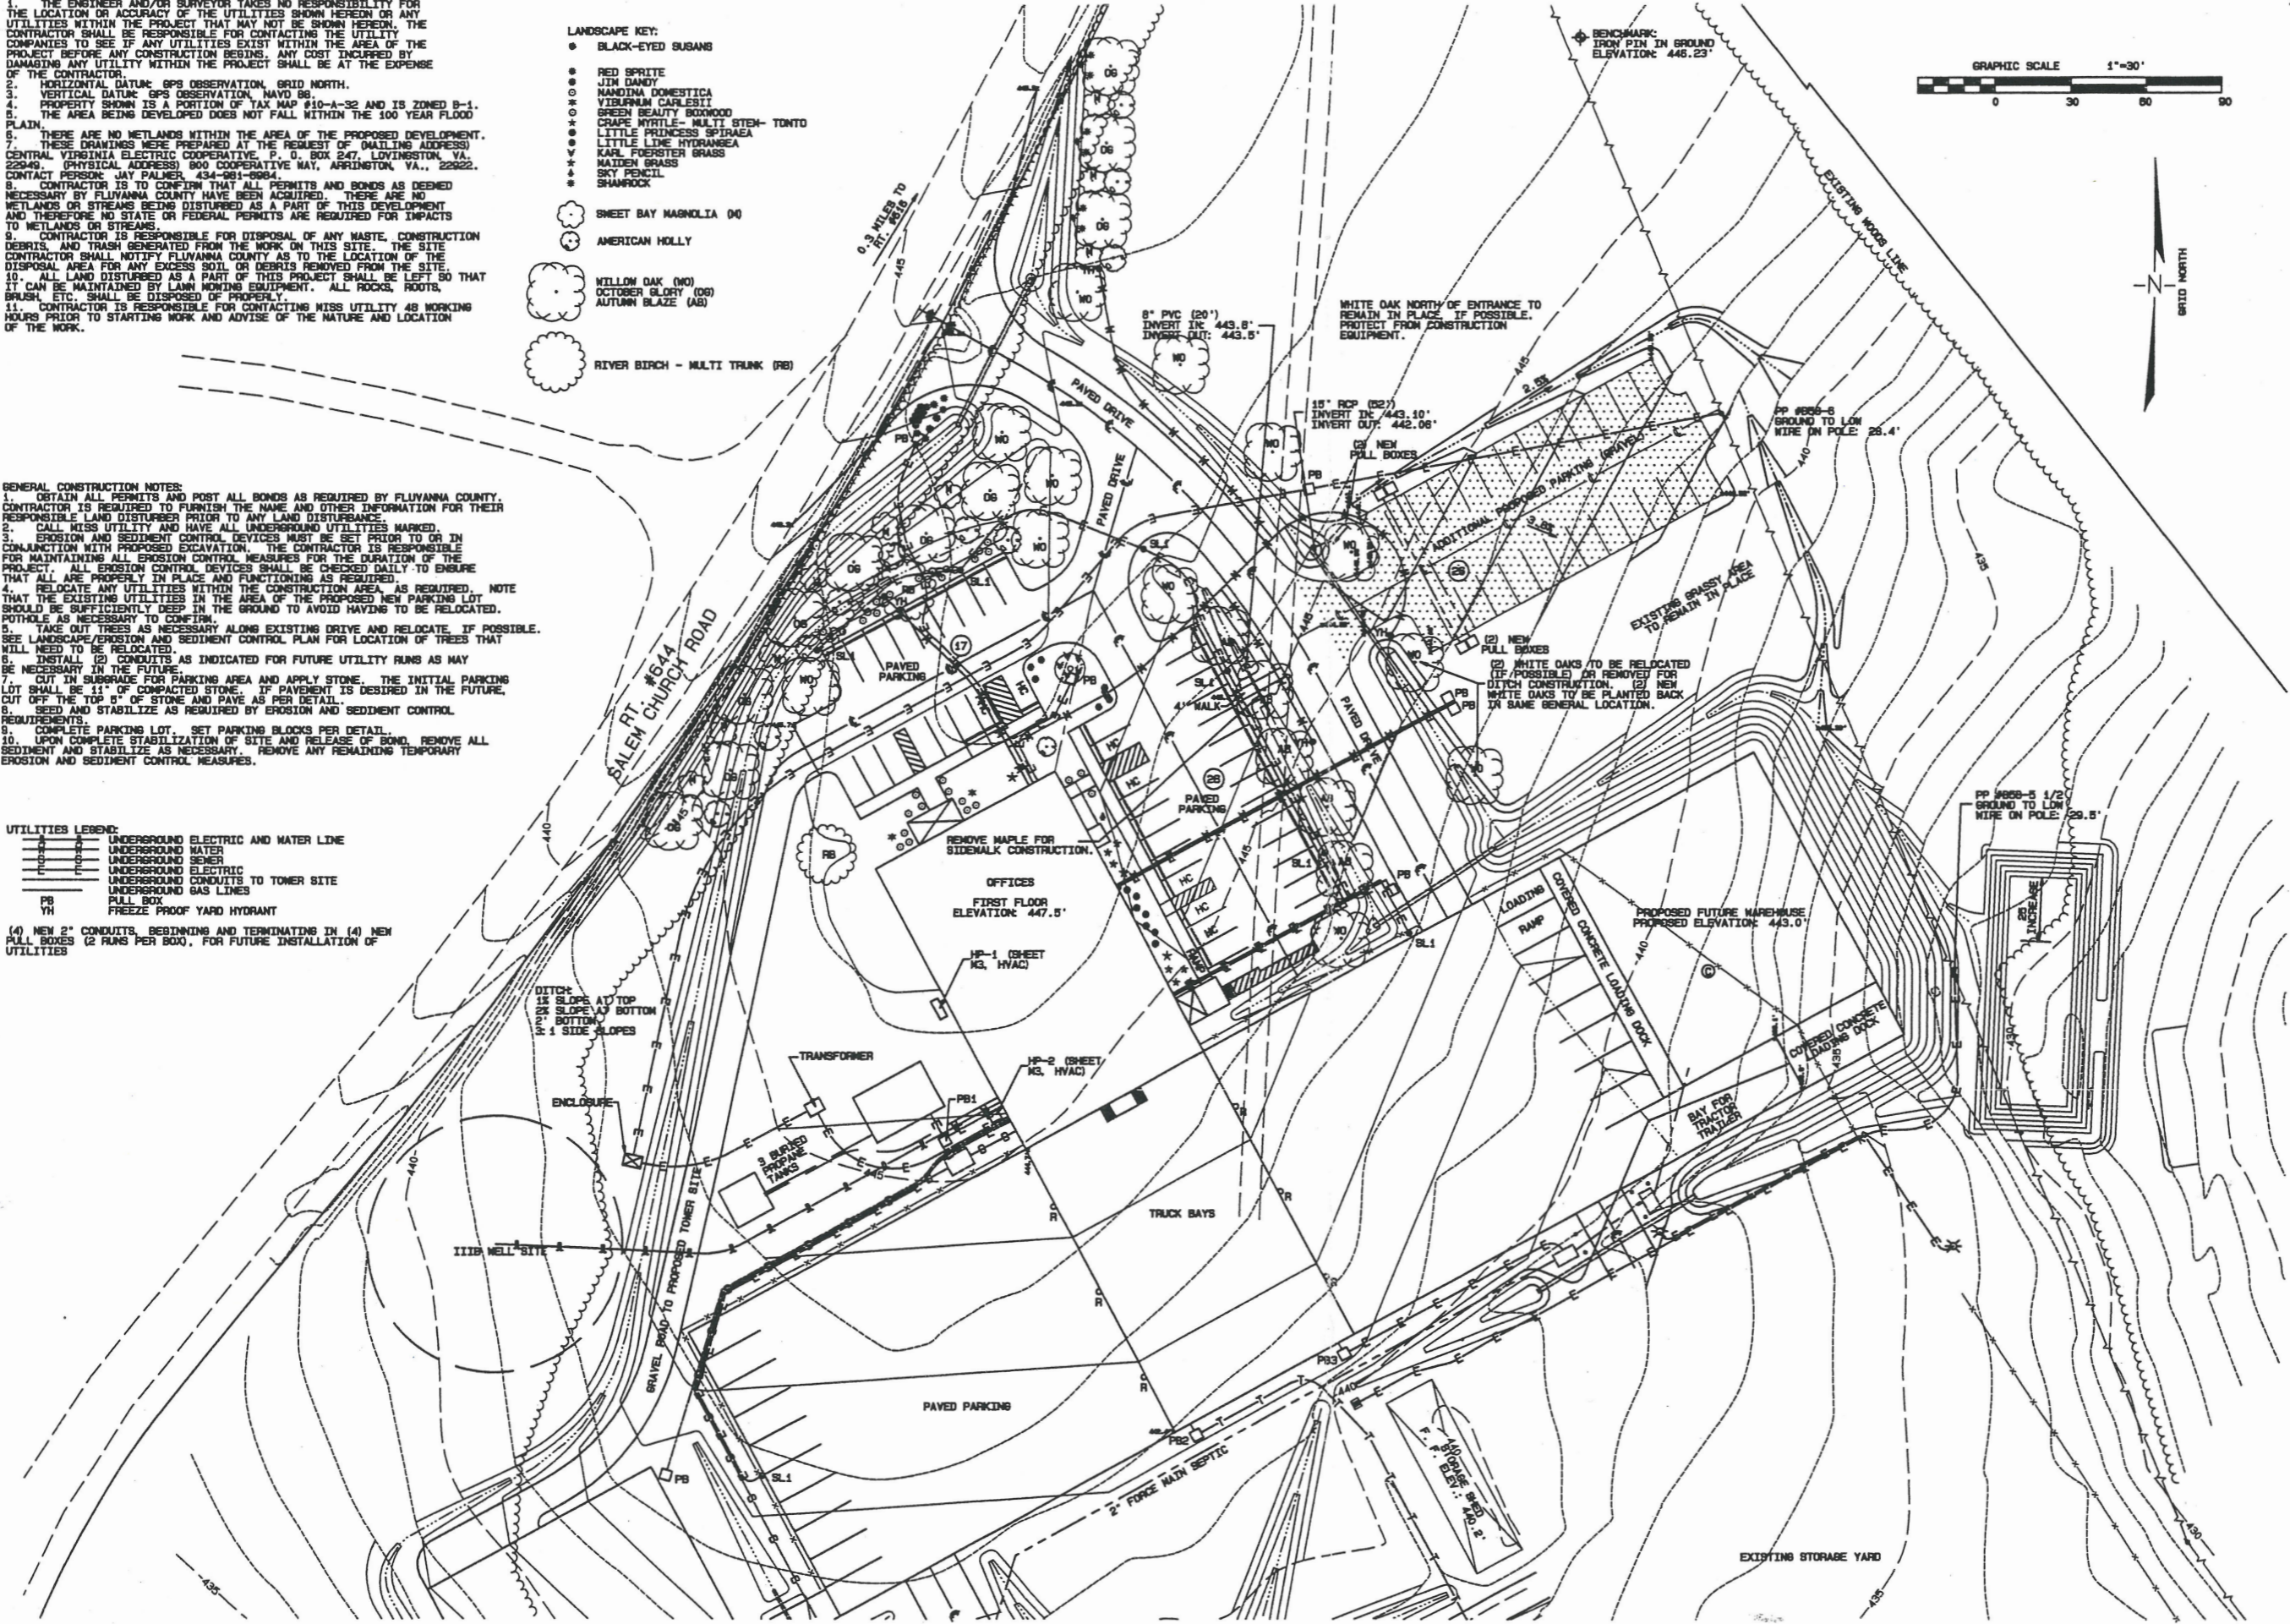 1. THE ENGINEER AND/OR SURVEYOR TAKES NO RESPONSIBILITY FOR
THE LOCATION OR ACCURACY OF THE UTILITIES SHOWN HEREON OR ANY
UTILITIES WITHIN THE PROJECT THAT MAY NOT BE SHOWN HEREON. THE
CONTRACTOR SHALL BE RESPONSIBLE FOR CONTACTING THE UTILITY
COMPANIES TO SEE IF ANY UTILITIES EXIST WITHIN THE AREA OF THE
PROJECT BEFORE ANY CONSTRUCTION BEGINS. ANY COST INCURRED BY
DAMAGING ANY UTILITY WITHIN THE PROJECT SHALL BE AT THE EXPENSE
OF THE CONTRACTOR.
2. HORIZONTAL DATUM: GPS OBSERVATION, GRID NORTH.
3. VERTICAL DATUM: GPS OBSERVATION, NAVD 88.
4. PROPERTY SHOWN IS A PORTION OF TAX MAP #10-A-32 AND IS ZONED B-1.
5. THE AREA BEING DEVELOPED DOES NOT FALL WITHIN THE 100 YEAR FLOOD
PLAIN.
6. THERE ARE NO WETLANDS WITHIN THE AREA OF THE PROPOSED DEVELOPMENT.
7. THESE DRAWINGS WERE PREPARED AT THE REQUEST OF (MAILING ADDRESS)
CENTRAL VIRGINIA ELECTRIC COOPERATIVE, P. O. BOX 247, LOVINGSTON, VA.
22949. (PHYSICAL ADDRESS) 800 COOPERATIVE WAY, ARRINGTON, VA., 22922.
CONTACT PERSON: JAY PALMER, 434-981-6984.
8. CONTRACTOR IS TO CONFIRM THAT ALL PERMITS AND BONDS AS DEEMED
NECESSARY BY FLUVANNA COUNTY HAVE BEEN ACQUIRED. THERE ARE NO
WETLANDS OR STREAMS BEING DISTURBED AS A PART OF THIS DEVELOPMENT
AND THEREFORE NO STATE OR FEDERAL PERMITS ARE REQUIRED FOR IMPACTS
TO WETLANDS OR STREAMS.
9. CONTRACTOR IS RESPONSIBLE FOR DISPOSAL OF ANY WASTE, CONSTRUCTION
DEBRIS, AND TRASH GENERATED FROM THE WORK ON THIS SITE. THE SITE
CONTRACTOR SHALL NOTIFY FLUVANNA COUNTY AS TO THE LOCATION OF THE
DISPOSAL AREA FOR ANY EXCESS SOIL OR DEBRIS REMOVED FROM THE SITE.
10. ALL LAND DISTURBED AS A PART OF THIS PROJECT SHALL BE LEFT SO THAT
IT CAN BE MAINTAINED BY LAWN MOWING EQUIPMENT. ALL ROCKS, ROOTS,
BRUSH, ETC. SHALL BE DISPOSED OF PROPERLY.
11. CONTRACTOR IS RESPONSIBLE FOR CONTACTING MISS UTILITY 48 WORKING
HOURS PRIOR TO STARTING WORK AND ADVISE OF THE NATURE AND LOCATION
OF THE WORK.
GENERAL CONSTRUCTION NOTES:
1. OBTAIN ALL PERMITS AND POST ALL BONDS AS REQUIRED BY FLUVANNA COUNTY.
CONTRACTOR IS REQUIRED TO FURNISH THE NAME AND OTHER INFORMATION FOR THEIR
RESPONSIBLE LAND DISTURBER PRIOR TO ANY LAND DISTURBANCE.
2. CALL MISS UTILITY AND HAVE ALL UNDERGROUND UTILITIES MARKED.
3. EROSION AND SEDIMENT CONTROL DEVICES MUST BE SET PRIOR TO OR IN
CONJUNCTION WITH PROPOSED EXCAVATION. THE CONTRACTOR IS RESPONSIBLE
FOR MAINTAINING ALL EROSION CONTROL MEASURES FOR THE DURATION OF THE
PROJECT. ALL EROSION CONTROL DEVICES SHALL BE CHECKED DAILY TO ENSURE
THAT ALL ARE PROPERLY IN PLACE AND FUNCTIONING AS REQUIRED.
4. RELOCATE ANY UTILITIES WITHIN THE CONSTRUCTION AREA, AS REQUIRED. NOTE
THAT THE EXISTING UTILITIES IN THE AREA OF THE PROPOSED NEW PARKING LOT
SHOULD BE SUFFICIENTLY DEEP IN THE GROUND TO AVOID HAVING TO BE RELOCATED.
POTHOLE AS NECESSARY TO CONFIRM.
5. TAKE OUT TREES AS NECESSARY ALONG EXISTING DRIVE AND RELOCATE, IF POSSIBLE.
SEE LANDSCAPE/EROSION AND SEDIMENT CONTROL PLAN FOR LOCATION OF TREES THAT
WILL NEED TO BE RELOCATED.
6. INSTALL (2) CONDUITS AS INDICATED FOR FUTURE UTILITY RUNS AS MAY
BE NECESSARY IN THE FUTURE.
7. CUT IN SUBGRADE FOR PARKING AREA AND APPLY STONE. THE INITIAL PARKING
LOT SHALL BE 11" OF COMPACTED STONE. IF PAVEMENT IS DESIRED IN THE FUTURE,
CUT OFF THE TOP 5" OF STONE AND PAVE AS PER DETAIL.
8. SEED AND STABILIZE AS REQUIRED BY EROSION AND SEDIMENT CONTROL
REQUIREMENTS.
9. COMPLETE PARKING LOT. SET PARKING BLOCKS PER DETAIL.
10. UPON COMPLETE STABILIZATION OF SITE AND RELEASE OF BOND, REMOVE ALL
SEDIMENT AND STABILIZE AS NECESSARY. REMOVE ANY REMAINING TEMPORARY
EROSION AND SEDIMENT CONTROL MEASURES.
UTILITIES LEGEND:
UNDERGROUND ELECTRIC AND WATER LINE
UNDERGROUND WATER
UNDERGROUND SEWER
UNDERGROUND ELECTRIC
UNDERGROUND CONDUITS TO TOWER SITE
UNDERGROUND GAS LINES
PB PULL BOX
YH FREEZE PROOF YARD HYDRANT
(4) NEW 2" CONDUITS, BEGINNING AND TERMINATING IN (4) NEW
PULL BOXES (2 RUNS PER BOX), FOR FUTURE INSTALLATION OF
UTILITIES
LANDSCAPE KEY:
BLACK-EYED SUSANS
RED SPRITE
JIM DANDY
NANDINA DOMESTICA
VIBURNUM CARLESII
GREEN BEAUTY BOXWOOD
CRAPE MYRTLE- MULTI STEM- TONTO
LITTLE PRINCESS SPIRAEA
LITTLE LIME HYDRANGEA
KARL FOERSTER GRASS
MAIDEN GRASS
SKY PENCIL
SHAMROCK
SWEET BAY MAGNOLIA (M)
AMERICAN HOLLY
WILLOW OAK (WO)
OCTOBER GLORY (OG)
AUTUMN BLAZE (AB)
RIVER BIRCH - MULTI TRUNK (RB)
0.3 MILES TO
RT. #616
445
BENCHMARK:
IRON PIN IN GROUND
ELEVATION: 446.23'
GRAPHIC SCALE 1"=30'
0 30 60 90
EXISTING WOODS LINE
-N-
GRID NORTH
8" PVC (20')
INVERT IN: 443.8'
INVERT OUT: 443.5'
WHITE OAK NORTH OF ENTRANCE TO
REMAIN IN PLACE, IF POSSIBLE.
PROTECT FROM CONSTRUCTION
EQUIPMENT.
15" RCP (52')
INVERT IN: 443.10'
INVERT OUT: 442.06'
(2) NEW
PULL BOXES
PP #858-6
GROUND TO LOW
WIRE ON POLE: 28.4'
PAVED DRIVE
PAVED DRIVE
2.5%
ADDITIONAL PROPOSED PARKING (GRAVEL)
3.8%
26
EXISTING GRASSY AREA
TO REMAIN IN PLACE
(2) NEW
PULL BOXES
(2) WHITE OAKS TO BE RELOCATED
(IF POSSIBLE) OR REMOVED FOR
DITCH CONSTRUCTION. (2) NEW
WHITE OAKS TO BE PLANTED BACK
IN SAME GENERAL LOCATION.
RT. #644
SALEM CHURCH ROAD
17
PAVED
PARKING
4' WALK
PAVED DRIVE
26
PAVED
PARKING
HC
REMOVE MAPLE FOR
SIDEWALK CONSTRUCTION.
OFFICES
FIRST FLOOR
ELEVATION: 447.5'
RAMP
HP-1 (SHEET
M3, HVAC)
HP-2 (SHEET
M3, HVAC)
DITCH:
1% SLOPE AT TOP
2% SLOPE AT BOTTOM
2' BOTTOM
3:1 SIDE SLOPES
TRANSFORMER
ENCLOSURE
PB1
3 BURIED
PROPANE
TANKS
IIIB WELL SITE
GRAVEL ROAD TO PROPOSED TOWER SITE
TRUCK BAYS
PAVED PARKING
LOADING
RAMP
COVERED CONCRETE LOADING DOCK
PROPOSED FUTURE WAREHOUSE
PROPOSED ELEVATION: 443.0'
COVERED CONCRETE
LOADING DOCK
BAY FOR
TRACTOR
TRAILER
PP #858-5 1/2
GROUND TO LOW
WIRE ON POLE: 29.5'
PB2
PB3
2" FORCE MAIN SEPTIC
STORAGE SHED
F. F. ELEV.: 440.2'
EXISTING STORAGE YARD
PB
SL1
440
435
430